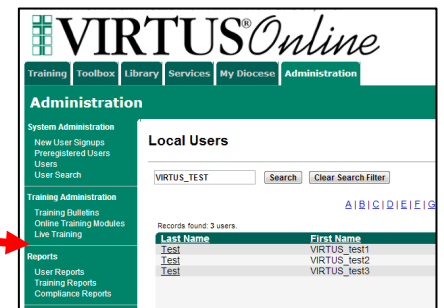 VIRTUS®Online
Training Toolbox Library Services My Diocese Administration
Administration
System Administration
New User Signups
Preregistered Users
Users
User Search
Training Administration
Training Bulletins
Online Training Modules
Live Training
Reports
User Reports
Training Reports
Compliance Reports
Local Users
VIRTUS_TEST Search Clear Search Filter
A | B | C | D | E | F | G
Records found: 3 users.
Last Name First Name
Test VIRTUS_test1
Test VIRTUS_test2
Test VIRTUS_test3